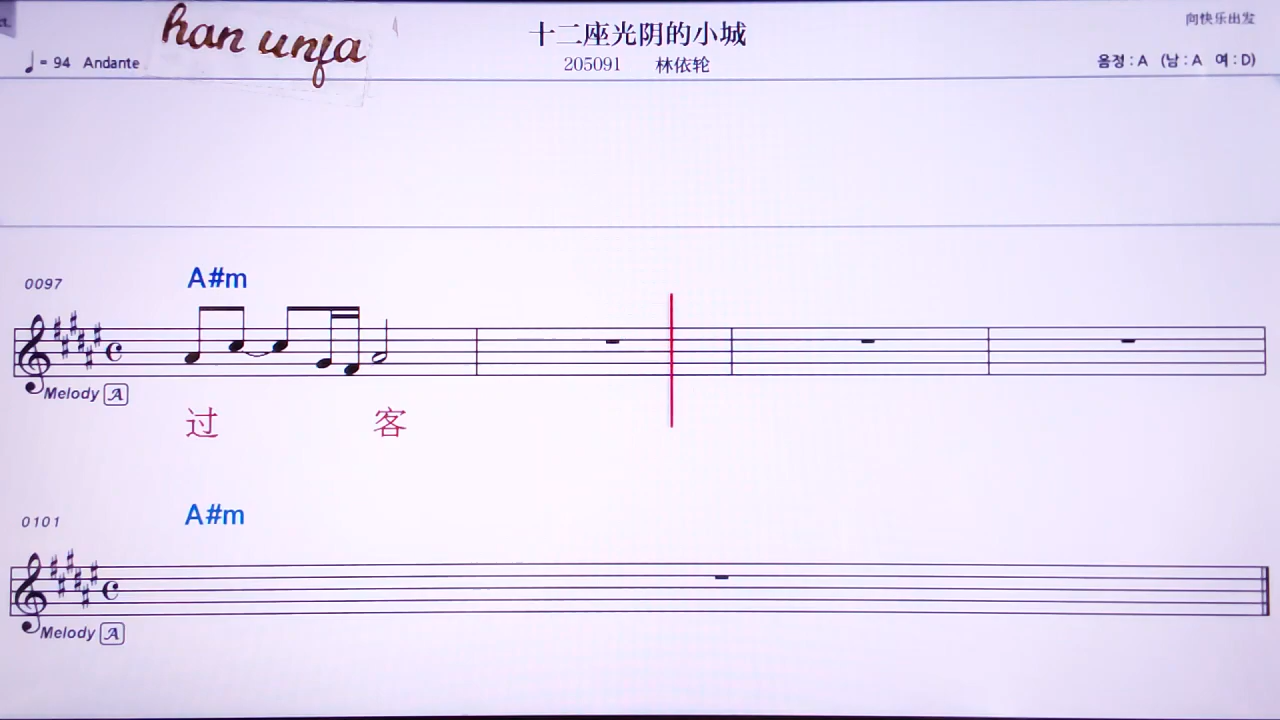 han unfa
十二座光阴的小城
向快乐出发
= 94 Andante
205091 林依轮
음정 : A (남 : A 여 : D)
0097
A#m
Melody A
过 客
0101
A#m
Melody A